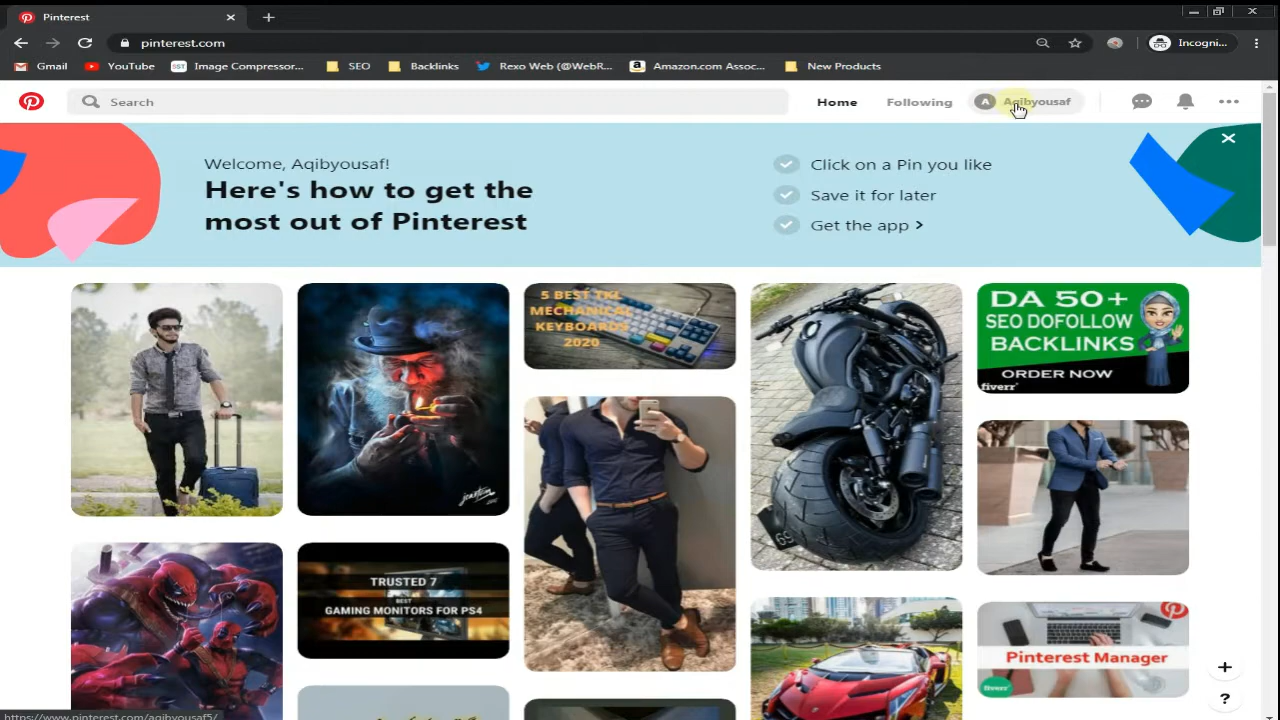 Pinterest
pinterest.com
Incogni...
Gmail
YouTube
Image Compressor...
SEO
Backlinks
Rexo Web (@WebR...
Amazon.com Assoc...
New Products
Search
Home
Following
A
Aqibyousaf
Welcome, Aqibyousaf!
Here's how to get the
most out of Pinterest
Click on a Pin you like
Save it for later
Get the app >
5 BEST TKL
MECHANICAL
KEYBOARDS
2020
DA 50+
SEO DOFOLLOW
BACKLINKS
ORDER NOW
fiverr
69
TRUSTED 7
BEST
GAMING MONITORS FOR PS4
Pinterest Manager
fiverr
?
https://www.pinterest.com/aqibyousaf5/